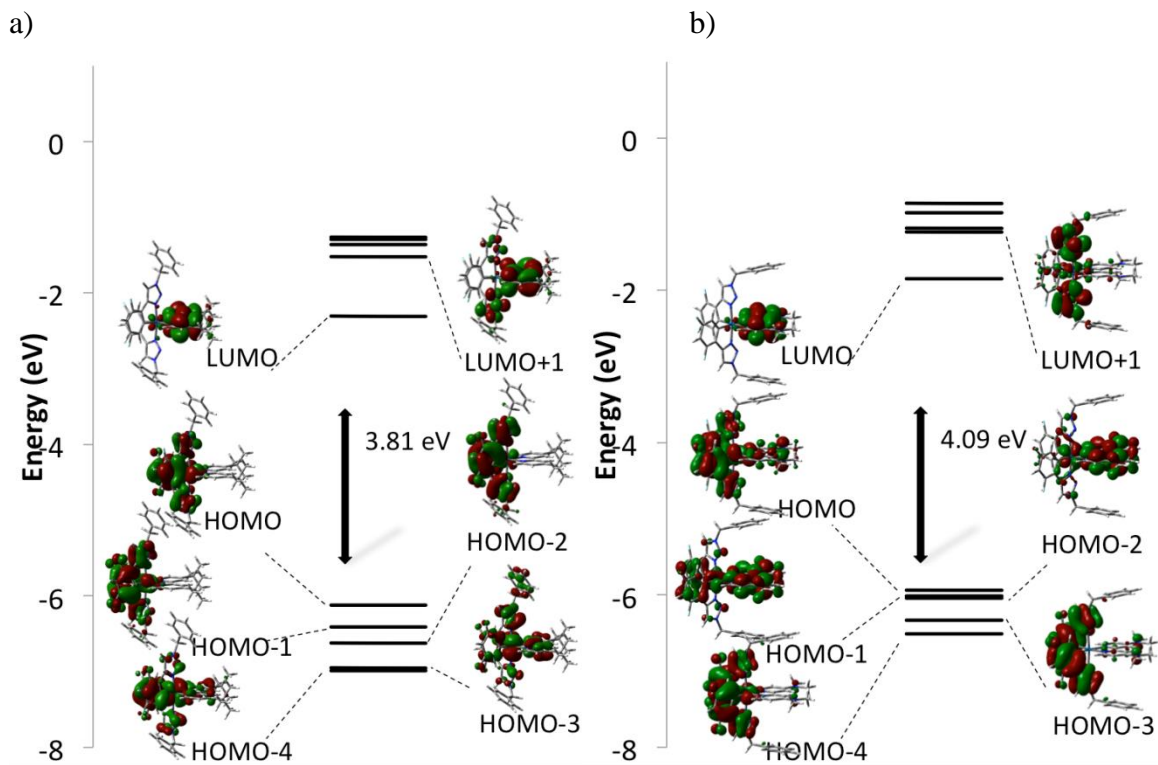 a)
0
-2
-4
-6
-8
Energy (eV)
LUMO
LUMO+1
3.81 eV
HOMO
HOMO-2
HOMO-1
HOMO-3
HOMO-4
b)
0
-2
-4
-6
-8
Energy (eV)
LUMO
LUMO+1
4.09 eV
HOMO
HOMO-2
HOMO-1
HOMO-3
HOMO-4